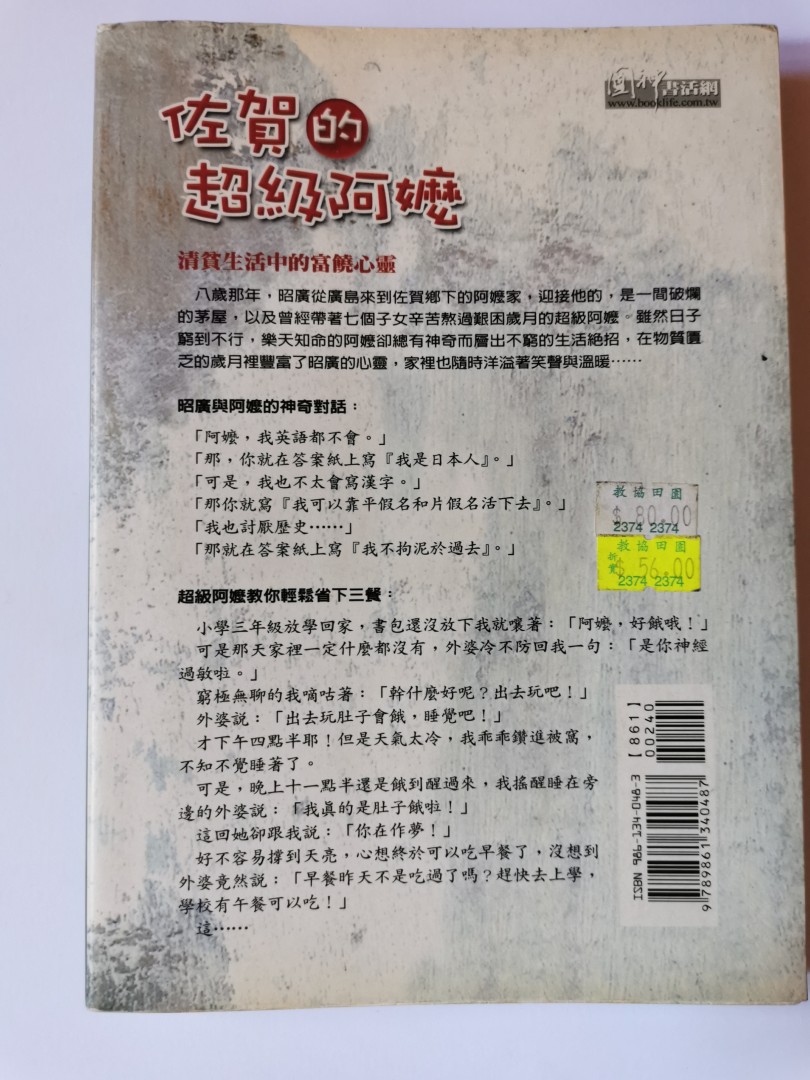 圓神書活網
www.booklife.com.tw
佐賀的
超級阿嬤
清貧生活中的富饒心靈
八歲那年，昭廣從廣島來到佐賀鄉下的阿嬤家，迎接他的，是一間破爛
的茅屋，以及曾經帶著七個子女辛苦熬過艱困歲月的超級阿嬤。雖然日子
窮到不行，樂天知命的阿嬤卻總有神奇而層出不窮的生活絕招，在物質匱
乏的歲月裡豐富了昭廣的心靈，家裡也隨時洋溢著笑聲與溫暖……
昭廣與阿嬤的神奇對話：
「阿嬤，我英語都不會。」
「那，你就在答案紙上寫『我是日本人』。」
「可是，我也不太會寫漢字。」
「那你就寫『我可以靠平假名和片假名活下去』。」
「我也討厭歷史……」
「那就在答案紙上寫『我不拘泥於過去』。」
教協田園
$ 80.00
2374 2374
教協田園
折實
$ 56.00
2374 2374
超級阿嬤教你輕鬆省下三餐：
小學三年級放學回家，書包還沒放下我就嚷著：「阿嬤，好餓哦！」
可是那天家裡一定什麼都沒有，外婆冷不防回我一句：「是你神經
過敏啦。」
窮極無聊的我嘀咕著：「幹什麼好呢？出去玩吧！」
外婆說：「出去玩肚子會餓，睡覺吧！」
才下午四點半耶！但是天氣太冷，我乖乖鑽進被窩，
不知不覺睡著了。
可是，晚上十一點半還是餓到醒過來，我搖醒睡在旁
邊的外婆說：「我真的是肚子餓啦！」
這回她卻跟我說：「你在作夢！」
好不容易撐到天亮，心想終於可以吃早餐了，沒想到
外婆竟然說：「早餐昨天不是吃過了嗎？趕快去上學，
學校有午餐可以吃！」
這……
【861】
00240
ISBN 986-134-048-3
9789861340487